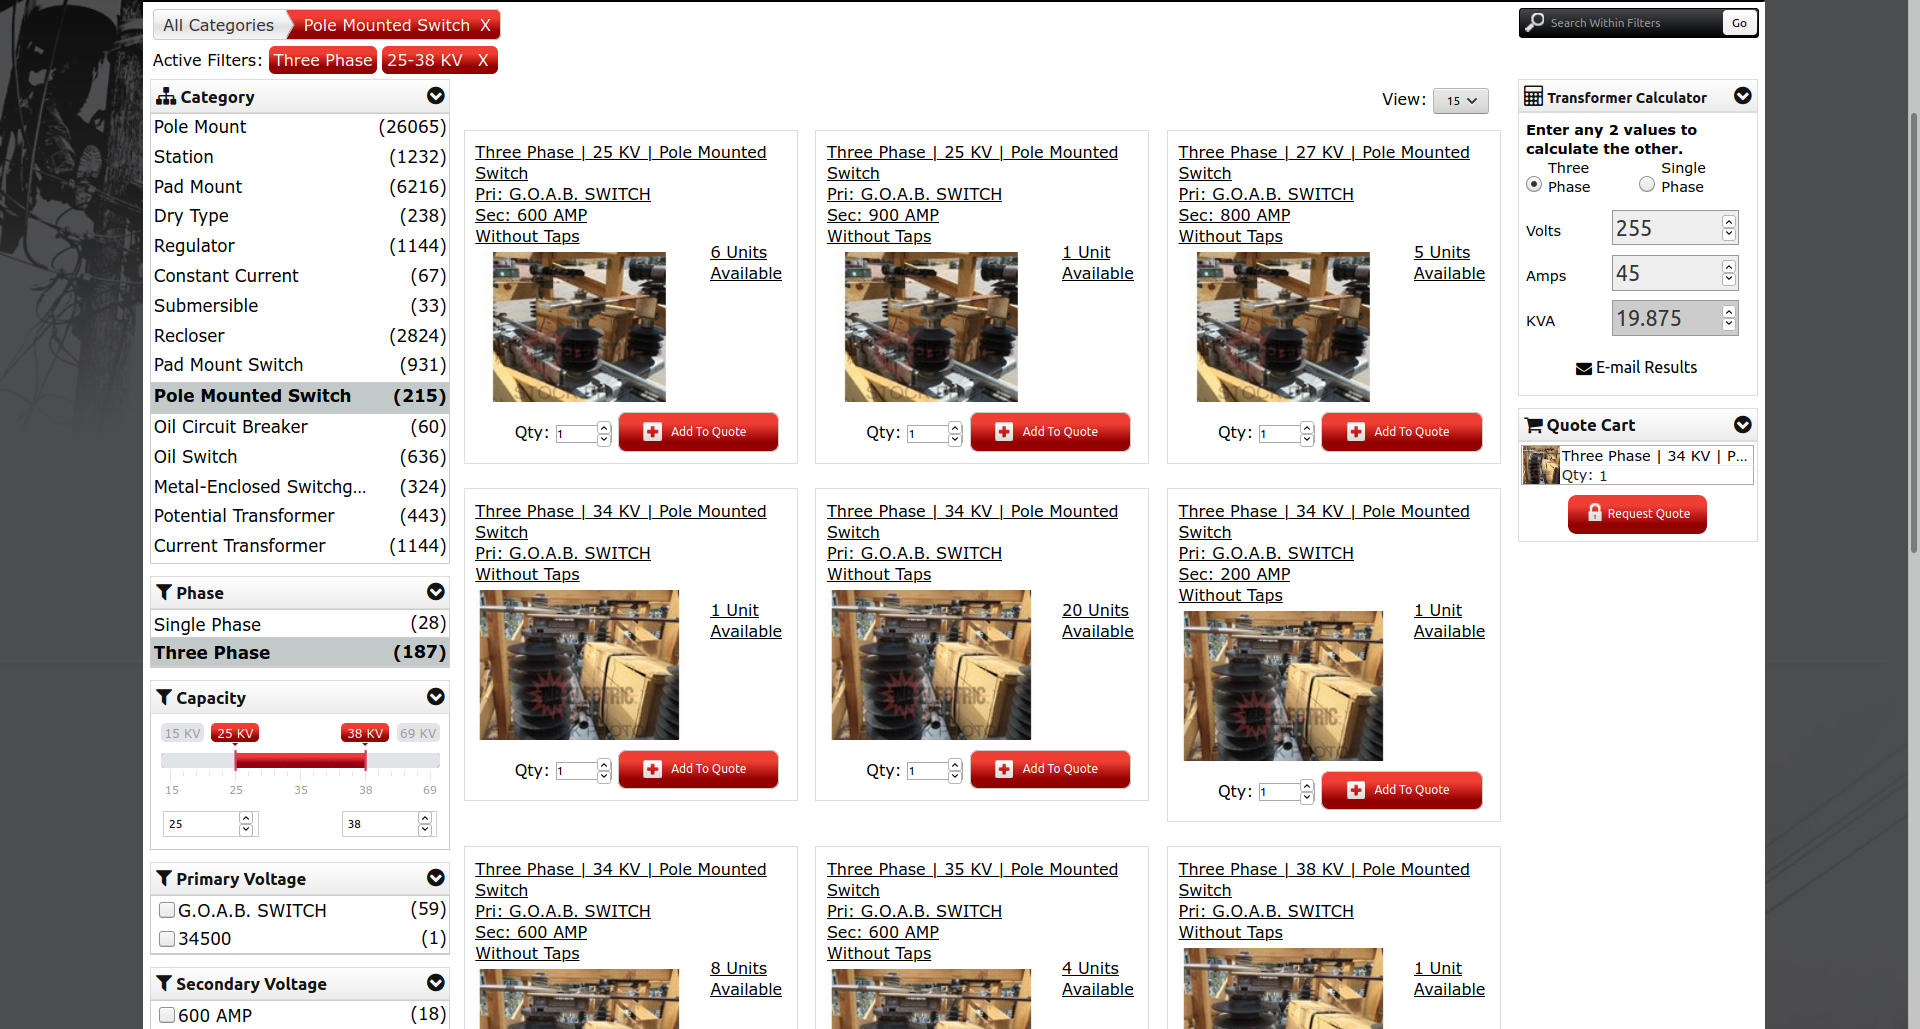 All Categories
Pole Mounted Switch X
Search Within Filters
Go
Active Filters:
Three Phase
25-38 KV X
Category
Pole Mount (26065)
Station (1232)
Pad Mount (6216)
Dry Type (238)
Regulator (1144)
Constant Current (67)
Submersible (33)
Recloser (2824)
Pad Mount Switch (931)
Pole Mounted Switch (215)
Oil Circuit Breaker (60)
Oil Switch (636)
Metal-Enclosed Switchg... (324)
Potential Transformer (443)
Current Transformer (1144)
Phase
Single Phase (28)
Three Phase (187)
Capacity
15 KV 25 KV 38 KV 69 KV
15 25 35 38 69
25 38
Primary Voltage
G.O.A.B. SWITCH (59)
34500 (1)
Secondary Voltage
600 AMP (18)
View: 15
Three Phase | 25 KV | Pole Mounted
Switch
Pri: G.O.A.B. SWITCH
Sec: 600 AMP
Without Taps
6 Units
Available
Qty: 1 Add To Quote
Three Phase | 25 KV | Pole Mounted
Switch
Pri: G.O.A.B. SWITCH
Sec: 900 AMP
Without Taps
1 Unit
Available
Qty: 1 Add To Quote
Three Phase | 27 KV | Pole Mounted
Switch
Pri: G.O.A.B. SWITCH
Sec: 800 AMP
Without Taps
5 Units
Available
Qty: 1 Add To Quote
Three Phase | 34 KV | Pole Mounted
Switch
Pri: G.O.A.B. SWITCH
Without Taps
1 Unit
Available
Qty: 1 Add To Quote
Three Phase | 34 KV | Pole Mounted
Switch
Pri: G.O.A.B. SWITCH
Without Taps
20 Units
Available
Qty: 1 Add To Quote
Three Phase | 34 KV | Pole Mounted
Switch
Pri: G.O.A.B. SWITCH
Sec: 200 AMP
Without Taps
1 Unit
Available
Qty: 1 Add To Quote
Three Phase | 34 KV | Pole Mounted
Switch
Pri: G.O.A.B. SWITCH
Sec: 600 AMP
Without Taps
8 Units
Available
Three Phase | 35 KV | Pole Mounted
Switch
Pri: G.O.A.B. SWITCH
Sec: 600 AMP
Without Taps
4 Units
Available
Three Phase | 38 KV | Pole Mounted
Switch
Pri: G.O.A.B. SWITCH
Without Taps
1 Unit
Available
Transformer Calculator
Enter any 2 values to
calculate the other.
Three
Phase
Single
Phase
Volts 255
Amps 45
KVA 19.875
E-mail Results
Quote Cart
Three Phase | 34 KV | P...
Qty: 1
Request Quote